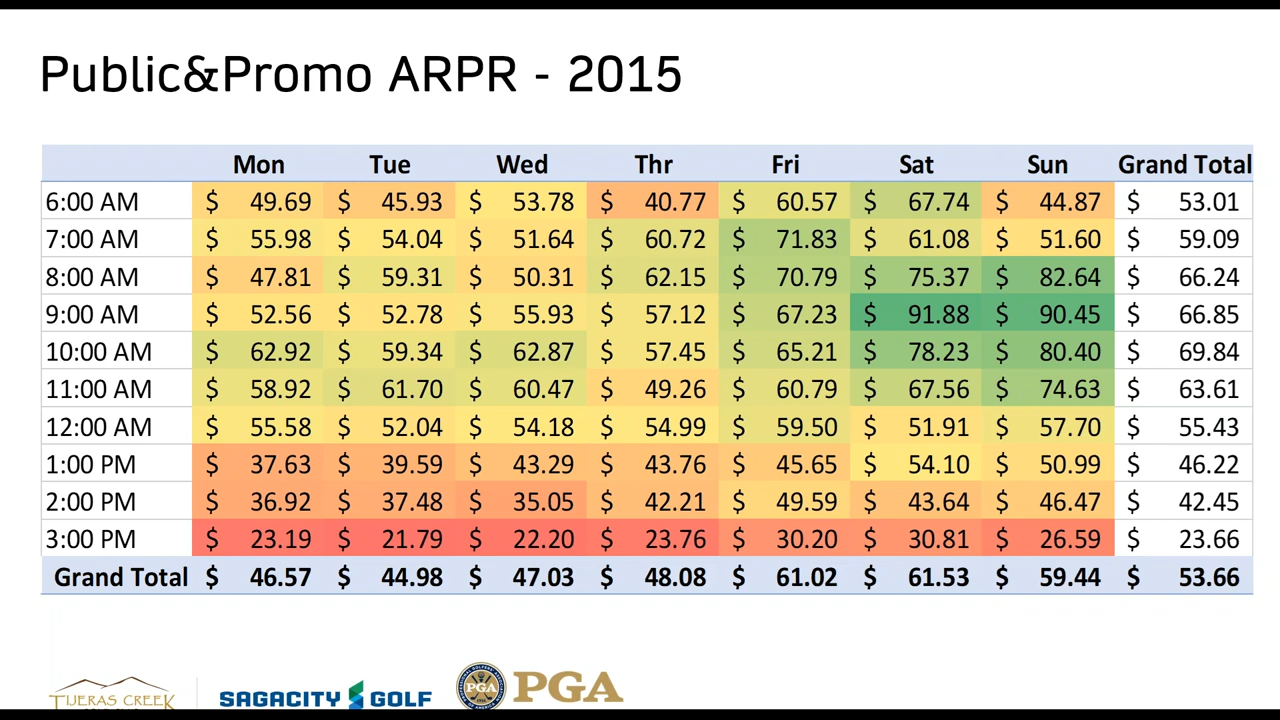 Public&Promo ARPR - 2015
Mon Tue Wed Thr Fri Sat Sun Grand Total
6:00 AM $ 49.69 $ 45.93 $ 53.78 $ 40.77 $ 60.57 $ 67.74 $ 44.87 $ 53.01
7:00 AM $ 55.98 $ 54.04 $ 51.64 $ 60.72 $ 71.83 $ 61.08 $ 51.60 $ 59.09
8:00 AM $ 47.81 $ 59.31 $ 50.31 $ 62.15 $ 70.79 $ 75.37 $ 82.64 $ 66.24
9:00 AM $ 52.56 $ 52.78 $ 55.93 $ 57.12 $ 67.23 $ 91.88 $ 90.45 $ 66.85
10:00 AM $ 62.92 $ 59.34 $ 62.87 $ 57.45 $ 65.21 $ 78.23 $ 80.40 $ 69.84
11:00 AM $ 58.92 $ 61.70 $ 60.47 $ 49.26 $ 60.79 $ 67.56 $ 74.63 $ 63.61
12:00 AM $ 55.58 $ 52.04 $ 54.18 $ 54.99 $ 59.50 $ 51.91 $ 57.70 $ 55.43
1:00 PM $ 37.63 $ 39.59 $ 43.29 $ 43.76 $ 45.65 $ 54.10 $ 50.99 $ 46.22
2:00 PM $ 36.92 $ 37.48 $ 35.05 $ 42.21 $ 49.59 $ 43.64 $ 46.47 $ 42.45
3:00 PM $ 23.19 $ 21.79 $ 22.20 $ 23.76 $ 30.20 $ 30.81 $ 26.59 $ 23.66
Grand Total $ 46.57 $ 44.98 $ 47.03 $ 48.08 $ 61.02 $ 61.53 $ 59.44 $ 53.66
TIJERAS CREEK
SAGACITY GOLF
PGA
PGA